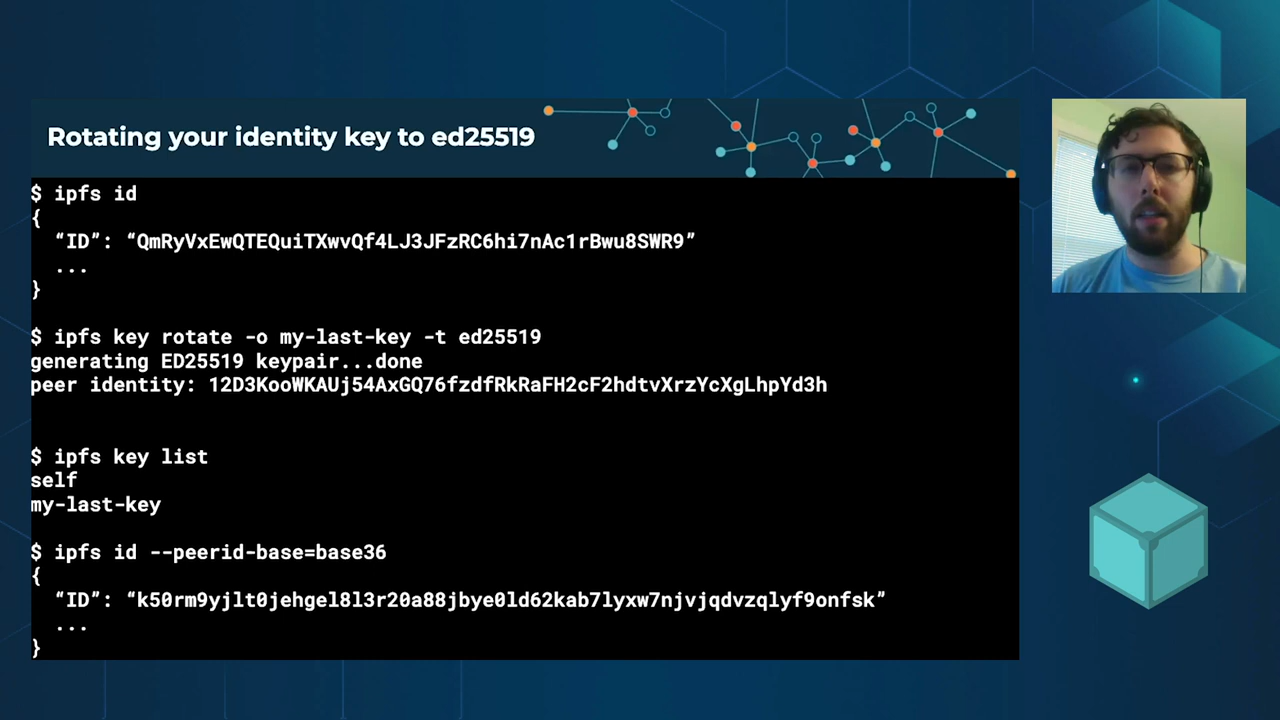 Rotating your identity key to ed25519
$ ipfs id
{
“ID”: “QmRyVxEwQTEQuiTXwvQf4LJ3JFzRC6hi7nAc1rBwu8SWR9”
...
}
$ ipfs key rotate -o my-last-key -t ed25519
generating ED25519 keypair...done
peer identity: 12D3KooWKAUj54AxGQ76fzdfRkRaFH2cF2hdtvXrzYcXgLhpYd3h
$ ipfs key list
self
my-last-key
$ ipfs id --peerid-base=base36
{
“ID”: “k50rm9yjlt0jehgel8l3r20a88jbye0ld62kab7lyxw7njvjqdvzqlyf9onfsk”
...
}